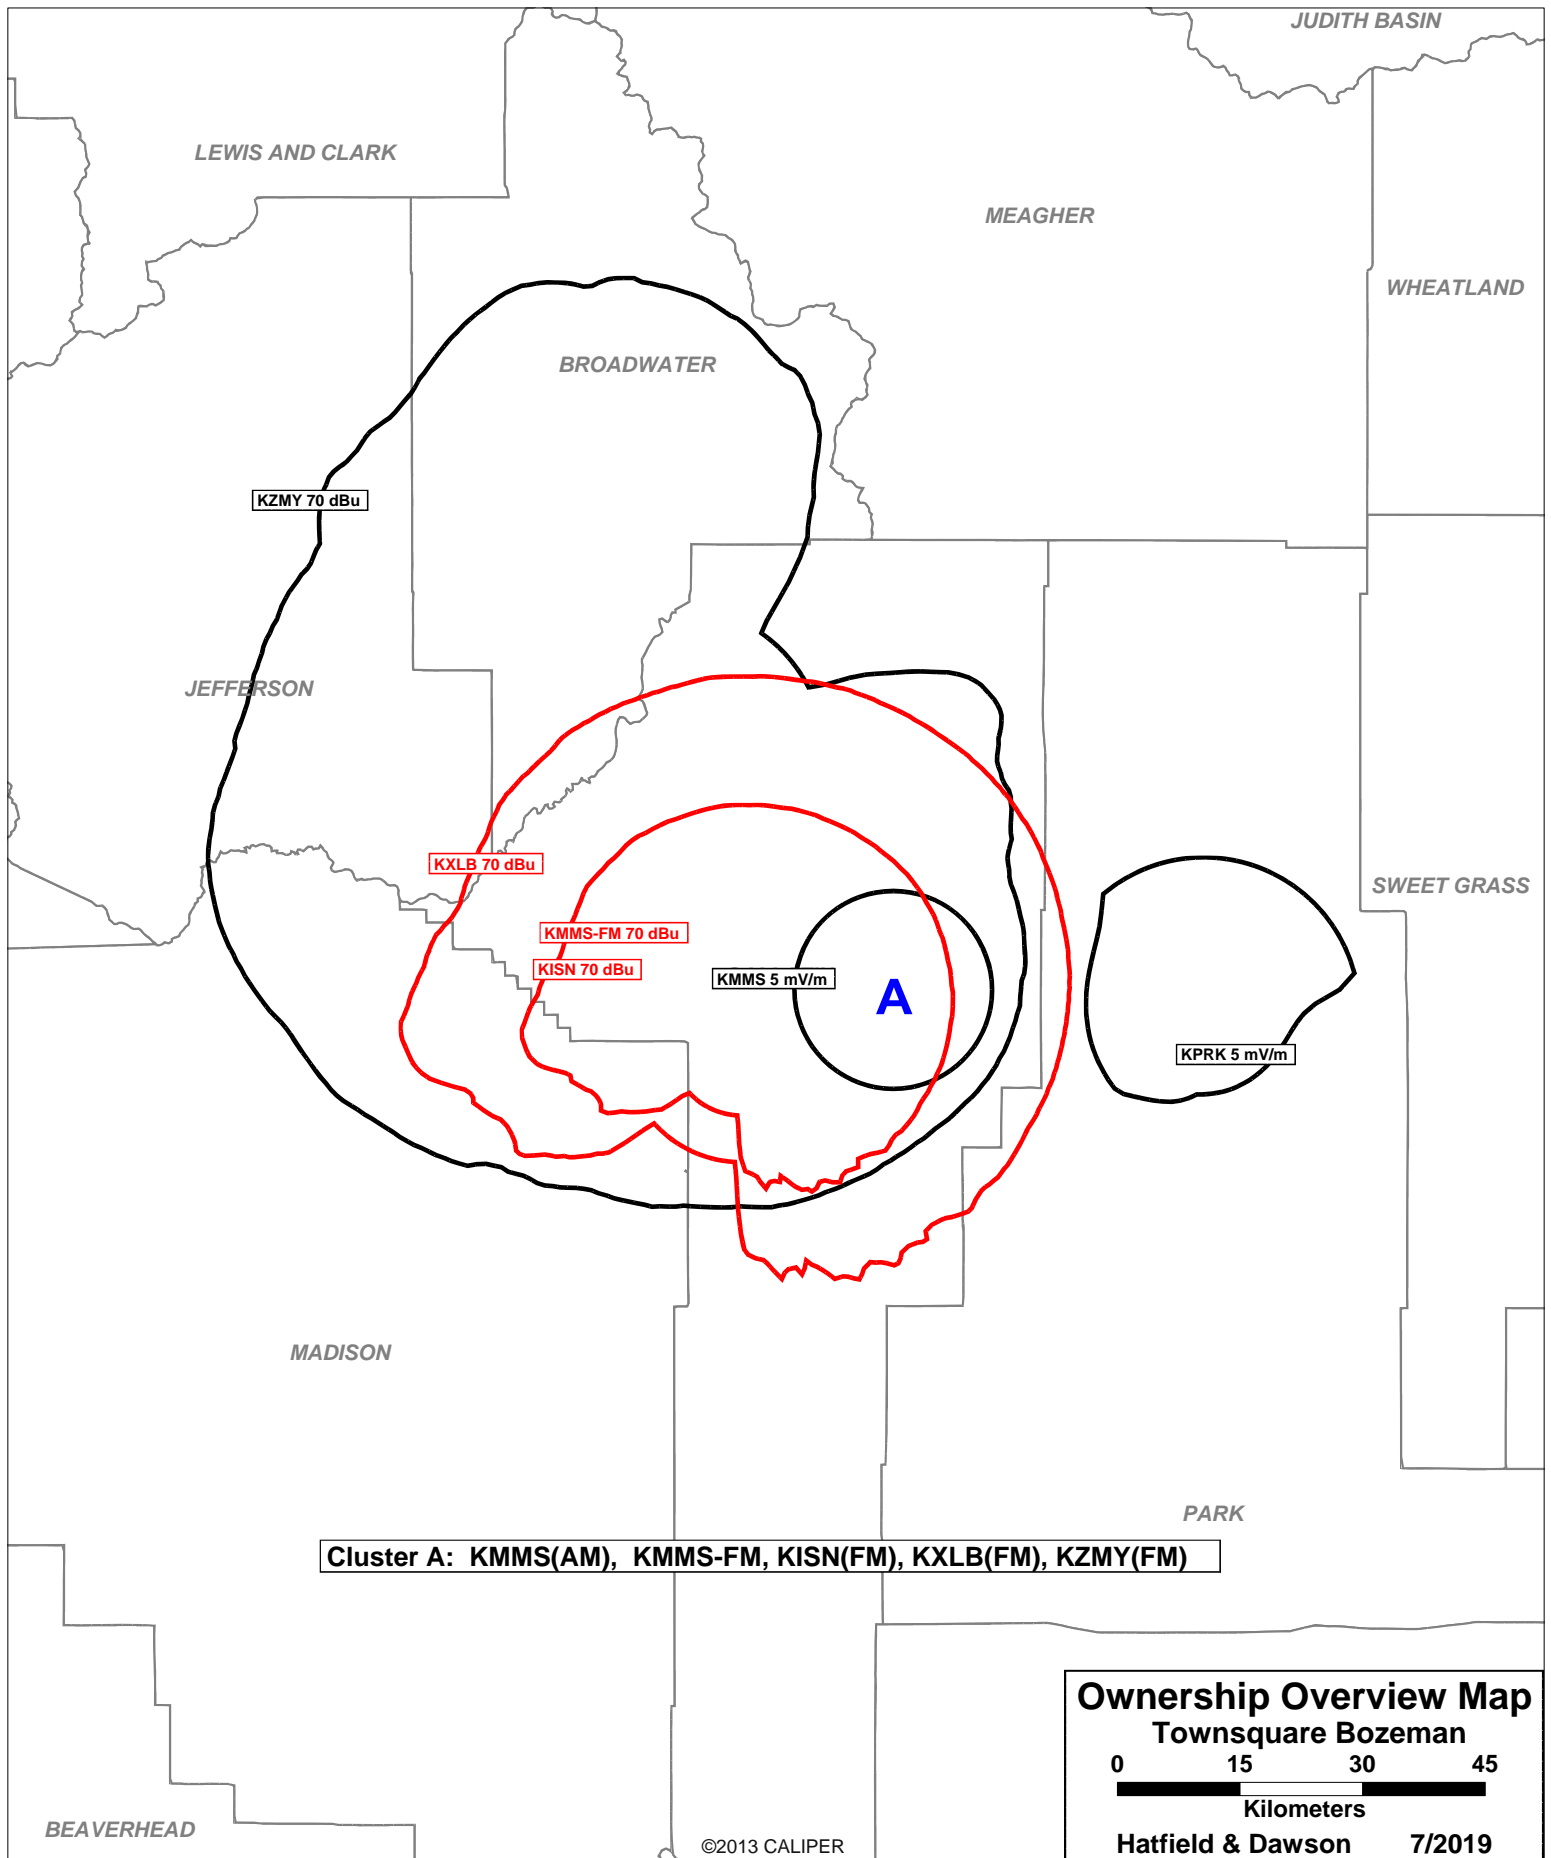 JUDITH BASIN
LEWIS AND CLARK
MEAGHER
WHEATLAND
BROADWATER
KZMY 70 dBu
JEFFERSON
KXLB 70 dBu
SWEET GRASS
KMMS-FM 70 dBu
KISN 70 dBu
KMMS 5 mV/m
A
KPRK 5 mV/m
MADISON
PARK
Cluster A: KMMS(AM), KMMS-FM, KISN(FM), KXLB(FM), KZMY(FM)
Ownership Overview Map
Townsquare Bozeman
0 15 30 45
Kilometers
Hatfield & Dawson 7/2019
BEAVERHEAD
©2013 CALIPER